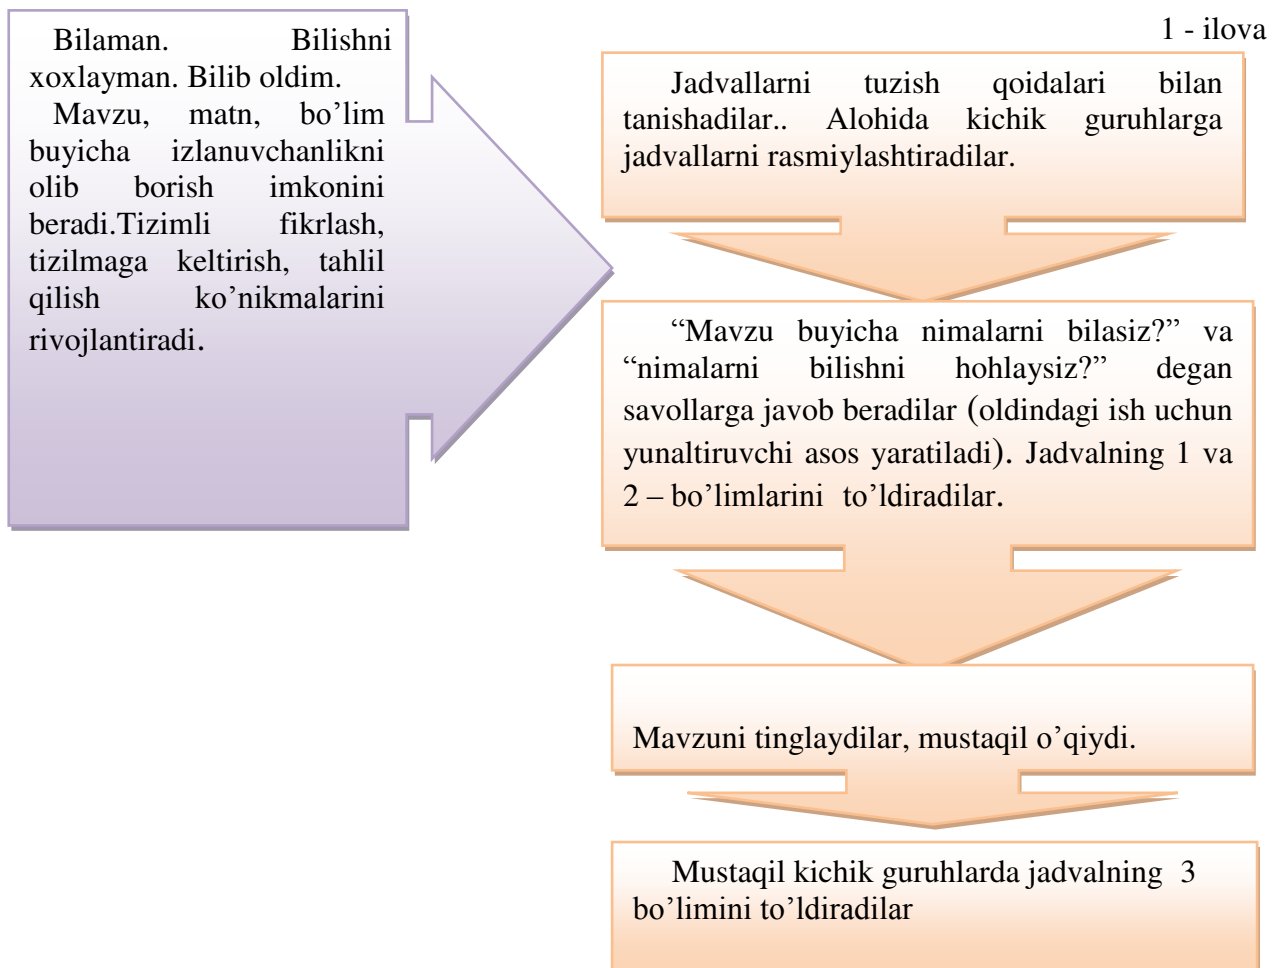 1 - ilova
Bilaman. Bilishni
xoxlayman. Bilib oldim.
Mavzu, matn, bo’lim
buyicha izlanuvchanlikni
olib borish imkonini
beradi.Tizimli fikrlash,
tizilmaga keltirish, tahlil
qilish ko’nikmalarini
rivojlantiradi.
Jadvallarni tuzish qoidalari bilan
tanishadilar.. Alohida kichik guruhlarga
jadvallarni rasmiylashtiradilar.
“Mavzu buyicha nimalarni bilasiz?” va
“nimalarni bilishni hohlaysiz?” degan
savollarga javob beradilar (oldindagi ish uchun
yunaltiruvchi asos yaratiladi). Jadvalning 1 va
2 – bo’limlarini to’ldiradilar.
Mavzuni tinglaydilar, mustaqil o’qiydi.
Mustaqil kichik guruhlarda jadvalning 3
bo’limini to’ldiradilar